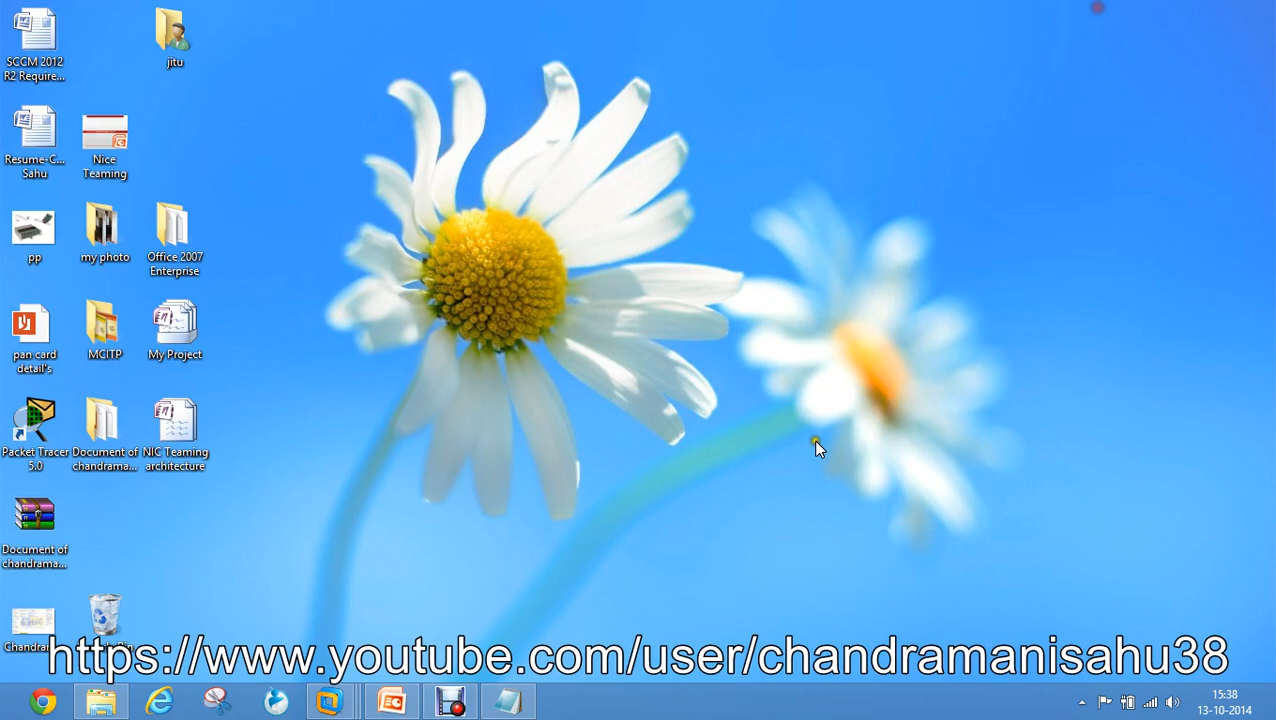 SCCM 2012
R2 Require...
jitu
Resume-C...
Sahu
Nice
Teaming
pp
my photo
Office 2007
Enterprise
pan card
detail's
MCITP
My Project
Packet Tracer
5.0
Document of
chandrama...
NIC Teaming
architecture
Document of
chandrama...
https://www.youtube.com/user/chandramanisahu38
15:38
13-10-2014